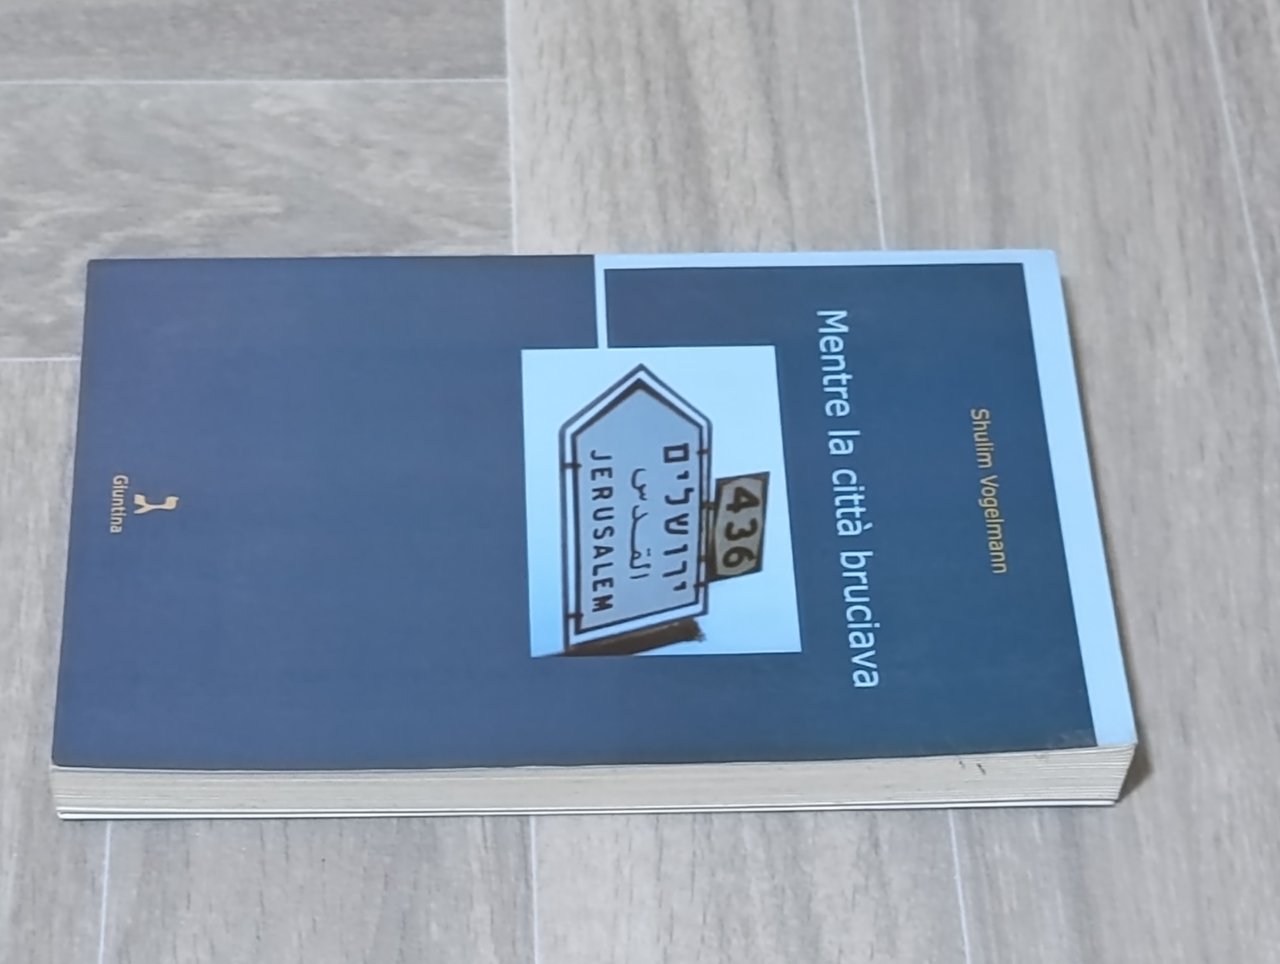 Shulim Vogelmann
Mentre la città bruciava
436
ירושלים
القدس
JERUSALEM
ג
Giuntina